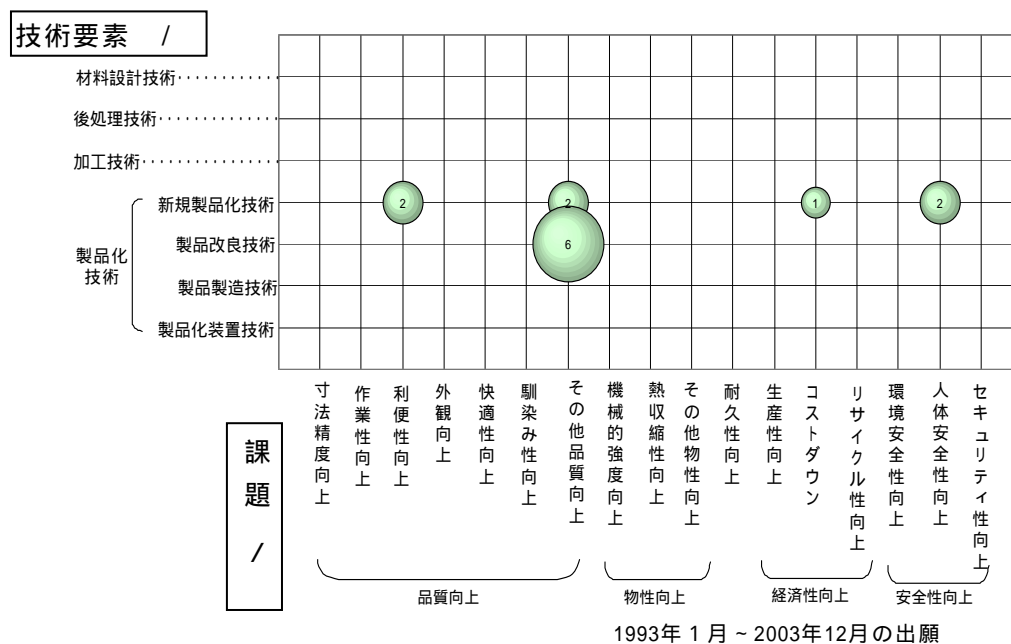 技術要素 /
材料設計技術
後処理技術
加工技術
新規製品化技術
製品改良技術
製品製造技術
製品化装置技術
製品化
技術
2
2
1
2
6
寸法精度向上
作業性向上
利便性向上
外観向上
快適性向上
馴染み性向上
その他品質向上
機械的強度向上
熱収縮性向上
その他物性向上
耐久性向上
生産性向上
コストダウン
リサイクル性向上
環境安全性向上
人体安全性向上
セキュリティ性向上
課題 /
品質向上
物性向上
経済性向上
安全性向上
1993年1月~2003年12月の出願